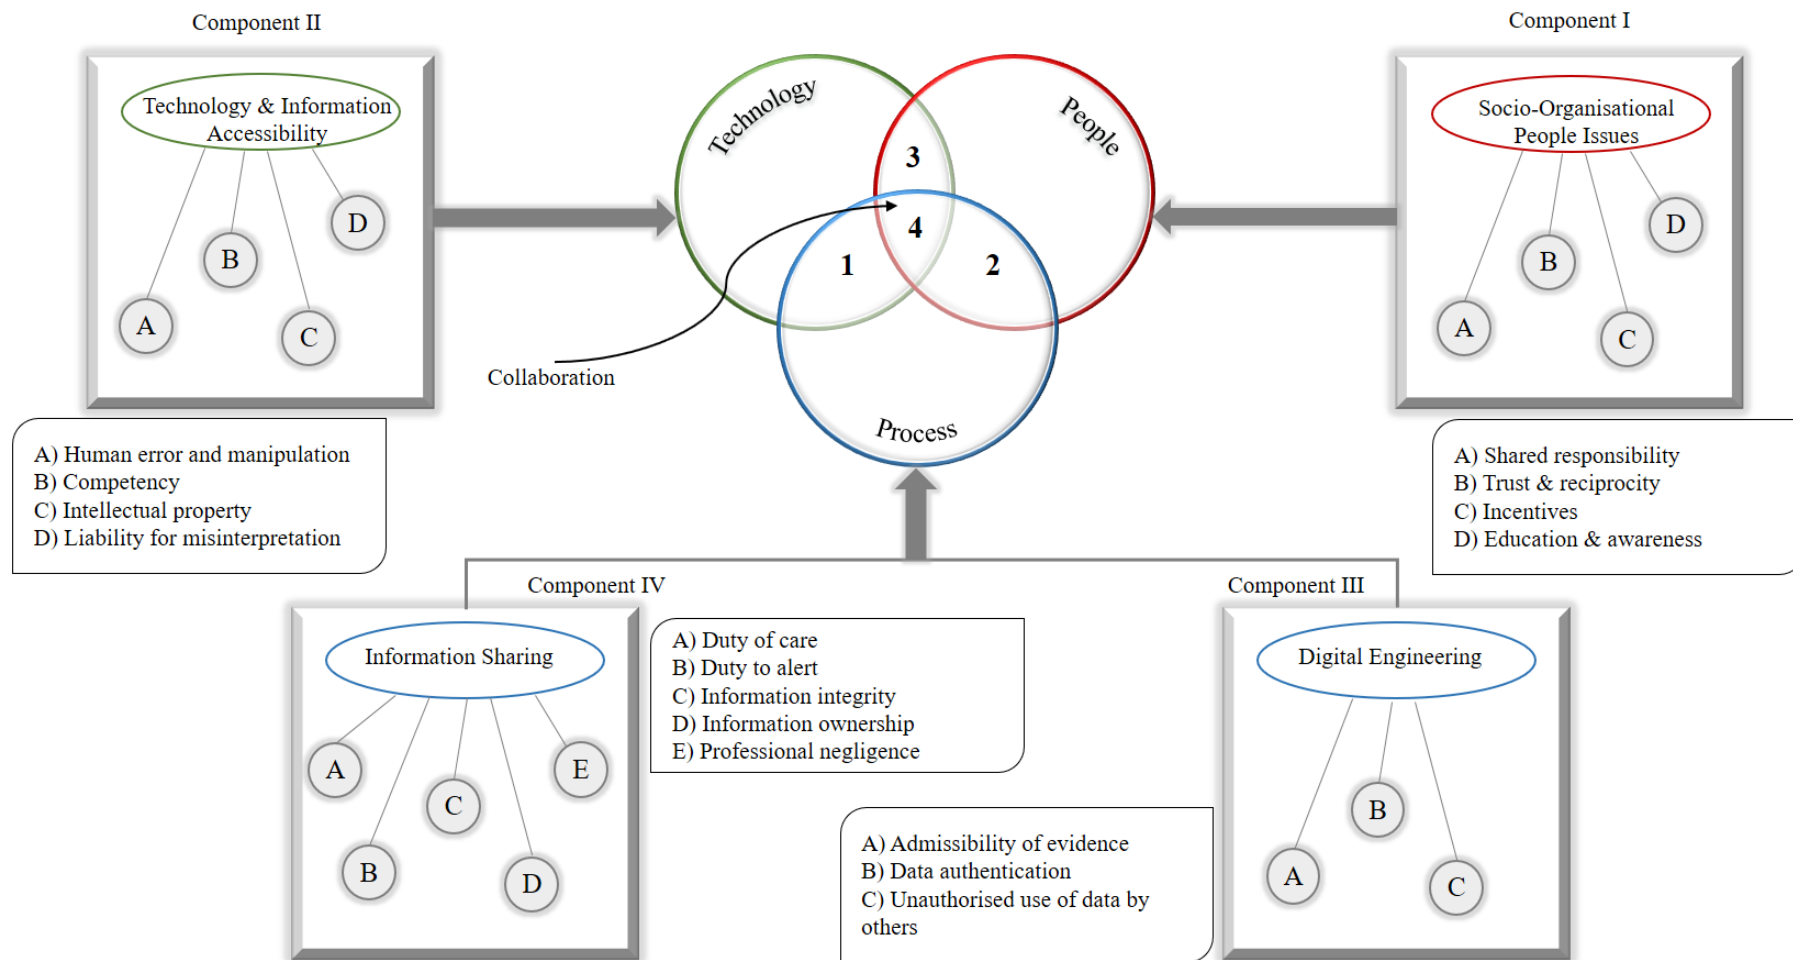 Component II
Component I
Technology & Information
Accessibility
A
B
C
D
Technology
People
Process
3
4
1
2
Collaboration
Socio-Organisational
People Issues
A
B
C
D
A) Human error and manipulation
B) Competency
C) Intellectual property
D) Liability for misinterpretation
A) Shared responsibility
B) Trust & reciprocity
C) Incentives
D) Education & awareness
Component IV
Component III
Information Sharing
A
B
C
D
E
A) Duty of care
B) Duty to alert
C) Information integrity
D) Information ownership
E) Professional negligence
Digital Engineering
A
B
C
A) Admissibility of evidence
B) Data authentication
C) Unauthorised use of data by
others